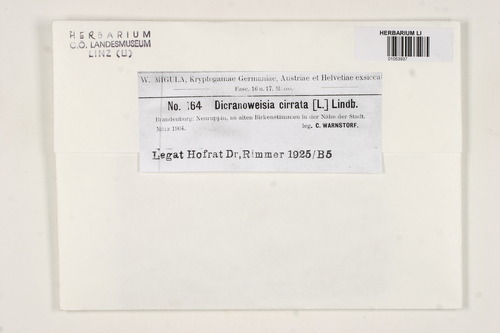 HERBARIUM
O.Ö. LANDESMUSEUM
LINZ (LI)
HERBARIUM LI
W. MIGULA, Kryptogamae Germaniae, Austriae et Helvetiae exsiccat
Fasc. 16 u. 17.
No. 164 Dicranoweisia cirrata [L.] Lindb.
Brandenburg: Neuruppin, an alten Birkenstämmen in der Nähe der Stadt.
März 1904. leg. C. WARNSTORF.
Legat Hofrat Dr. Rimmer 1925/B5